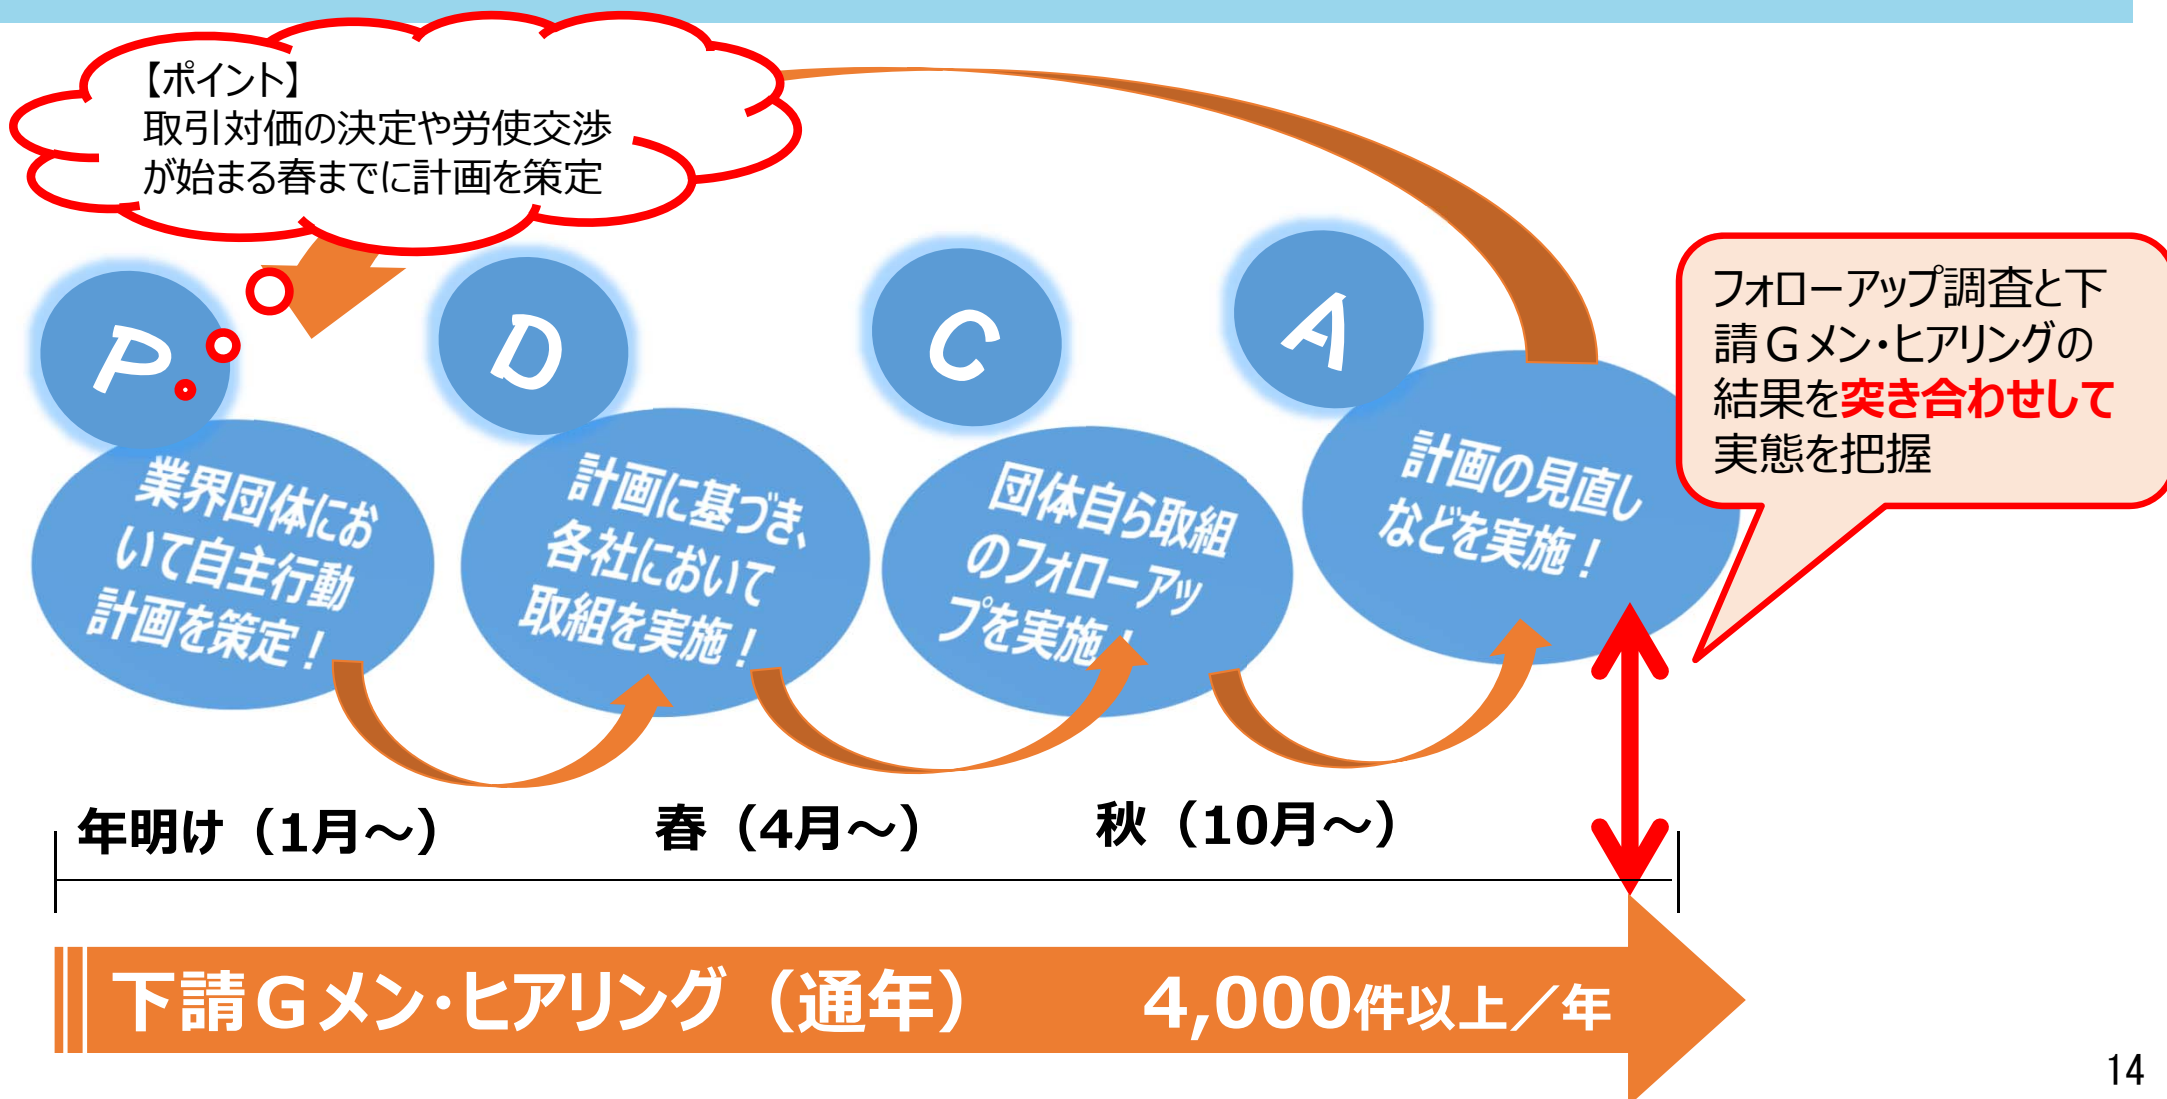 【ポイント】
取引対価の決定や労使交渉
が始まる春までに計画を策定
P
業界団体にお
いて自主行動
計画を策定！
D
計画に基づき、
各社において
取組を実施！
C
団体自ら取組
のフォローアッ
プを実施！
A
計画の見直し
などを実施！
フォローアップ調査と下
請Gメン・ヒアリングの
結果を突き合わせして
実態を把握
年明け（1月～）
春（4月～）
秋（10月～）
下請Gメン・ヒアリング（通年）　4,000件以上／年
14